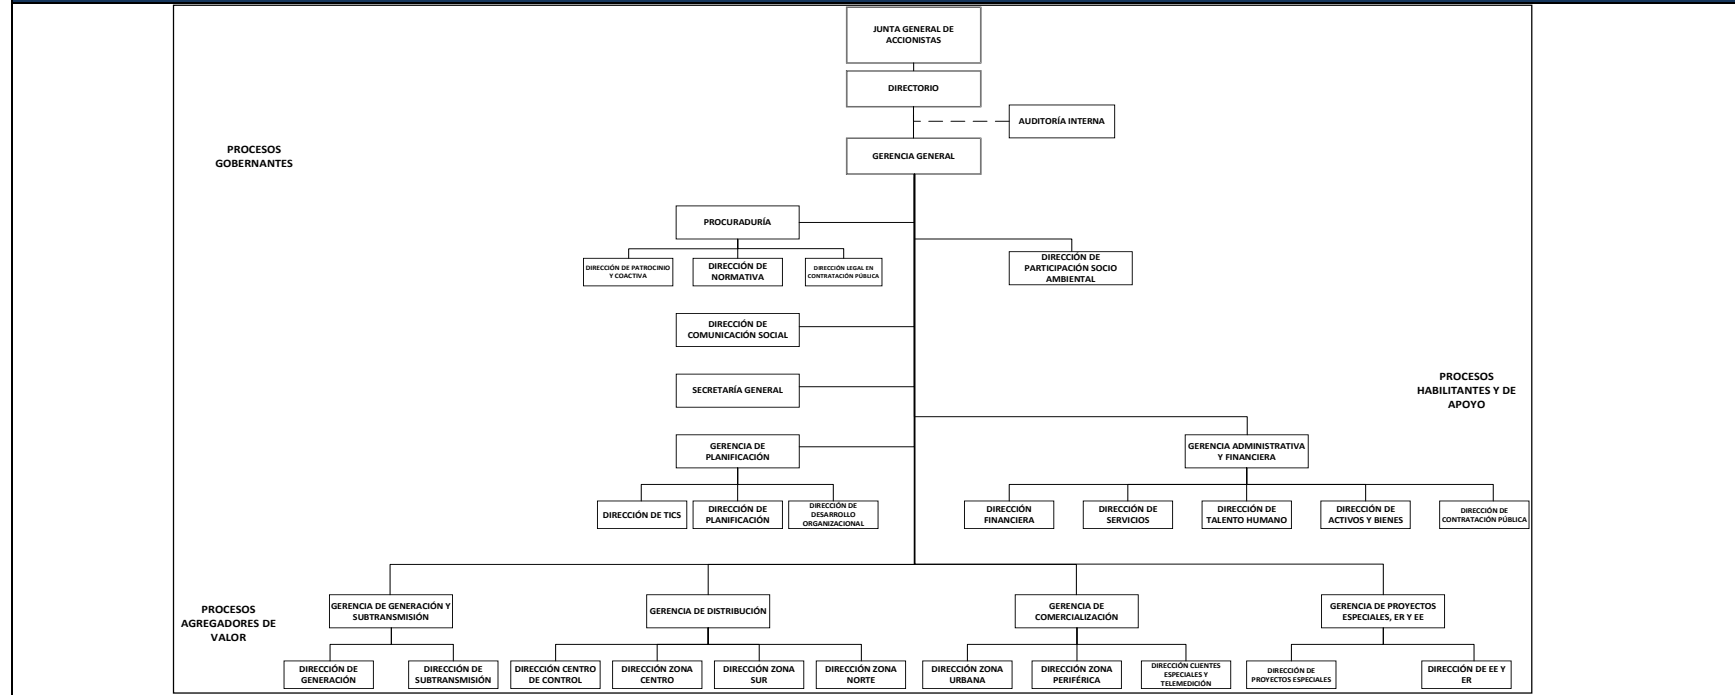 JUNTA GENERAL DE
ACCIONISTAS
DIRECTORIO
AUDITORÍA INTERNA
PROCESOS
GOBERNANTES
GERENCIA GENERAL
PROCURADURÍA
DIRECCIÓN DE PATROCINIO
Y COACTIVA
DIRECCIÓN DE
NORMATIVA
DIRECCIÓN LEGAL EN
CONTRATACIÓN PÚBLICA
DIRECCIÓN DE
PARTICIPACIÓN SOCIO
AMBIENTAL
DIRECCIÓN DE
COMUNICACIÓN SOCIAL
SECRETARÍA GENERAL
PROCESOS
HABILITANTES Y DE
APOYO
GERENCIA DE
PLANIFICACIÓN
GERENCIA ADMINISTRATIVA
Y FINANCIERA
DIRECCIÓN DE TICS
DIRECCIÓN DE
PLANIFICACIÓN
DIRECCIÓN DE
DESARROLLO
ORGANIZACIONAL
DIRECCIÓN
FINANCIERA
DIRECCIÓN DE
SERVICIOS
DIRECCIÓN DE
TALENTO HUMANO
DIRECCIÓN DE
ACTIVOS Y BIENES
DIRECCIÓN DE
CONTRATACIÓN PÚBLICA
PROCESOS
AGREGADORES DE
VALOR
GERENCIA DE GENERACIÓN Y
SUBTRANSMISIÓN
GERENCIA DE DISTRIBUCIÓN
GERENCIA DE
COMERCIALIZACIÓN
GERENCIA DE PROYECTOS
ESPECIALES, ER Y EE
DIRECCIÓN DE
GENERACIÓN
DIRECCIÓN DE
SUBTRANSMISIÓN
DIRECCIÓN CENTRO
DE CONTROL
DIRECCIÓN ZONA
CENTRO
DIRECCIÓN ZONA
SUR
DIRECCIÓN ZONA
NORTE
DIRECCIÓN ZONA
URBANA
DIRECCIÓN ZONA
PERIFÉRICA
DIRECCIÓN CLIENTES
ESPECIALES Y
TELEMEDICIÓN
DIRECCIÓN DE
PROYECTOS ESPECIALES
DIRECCIÓN DE EE Y
ER